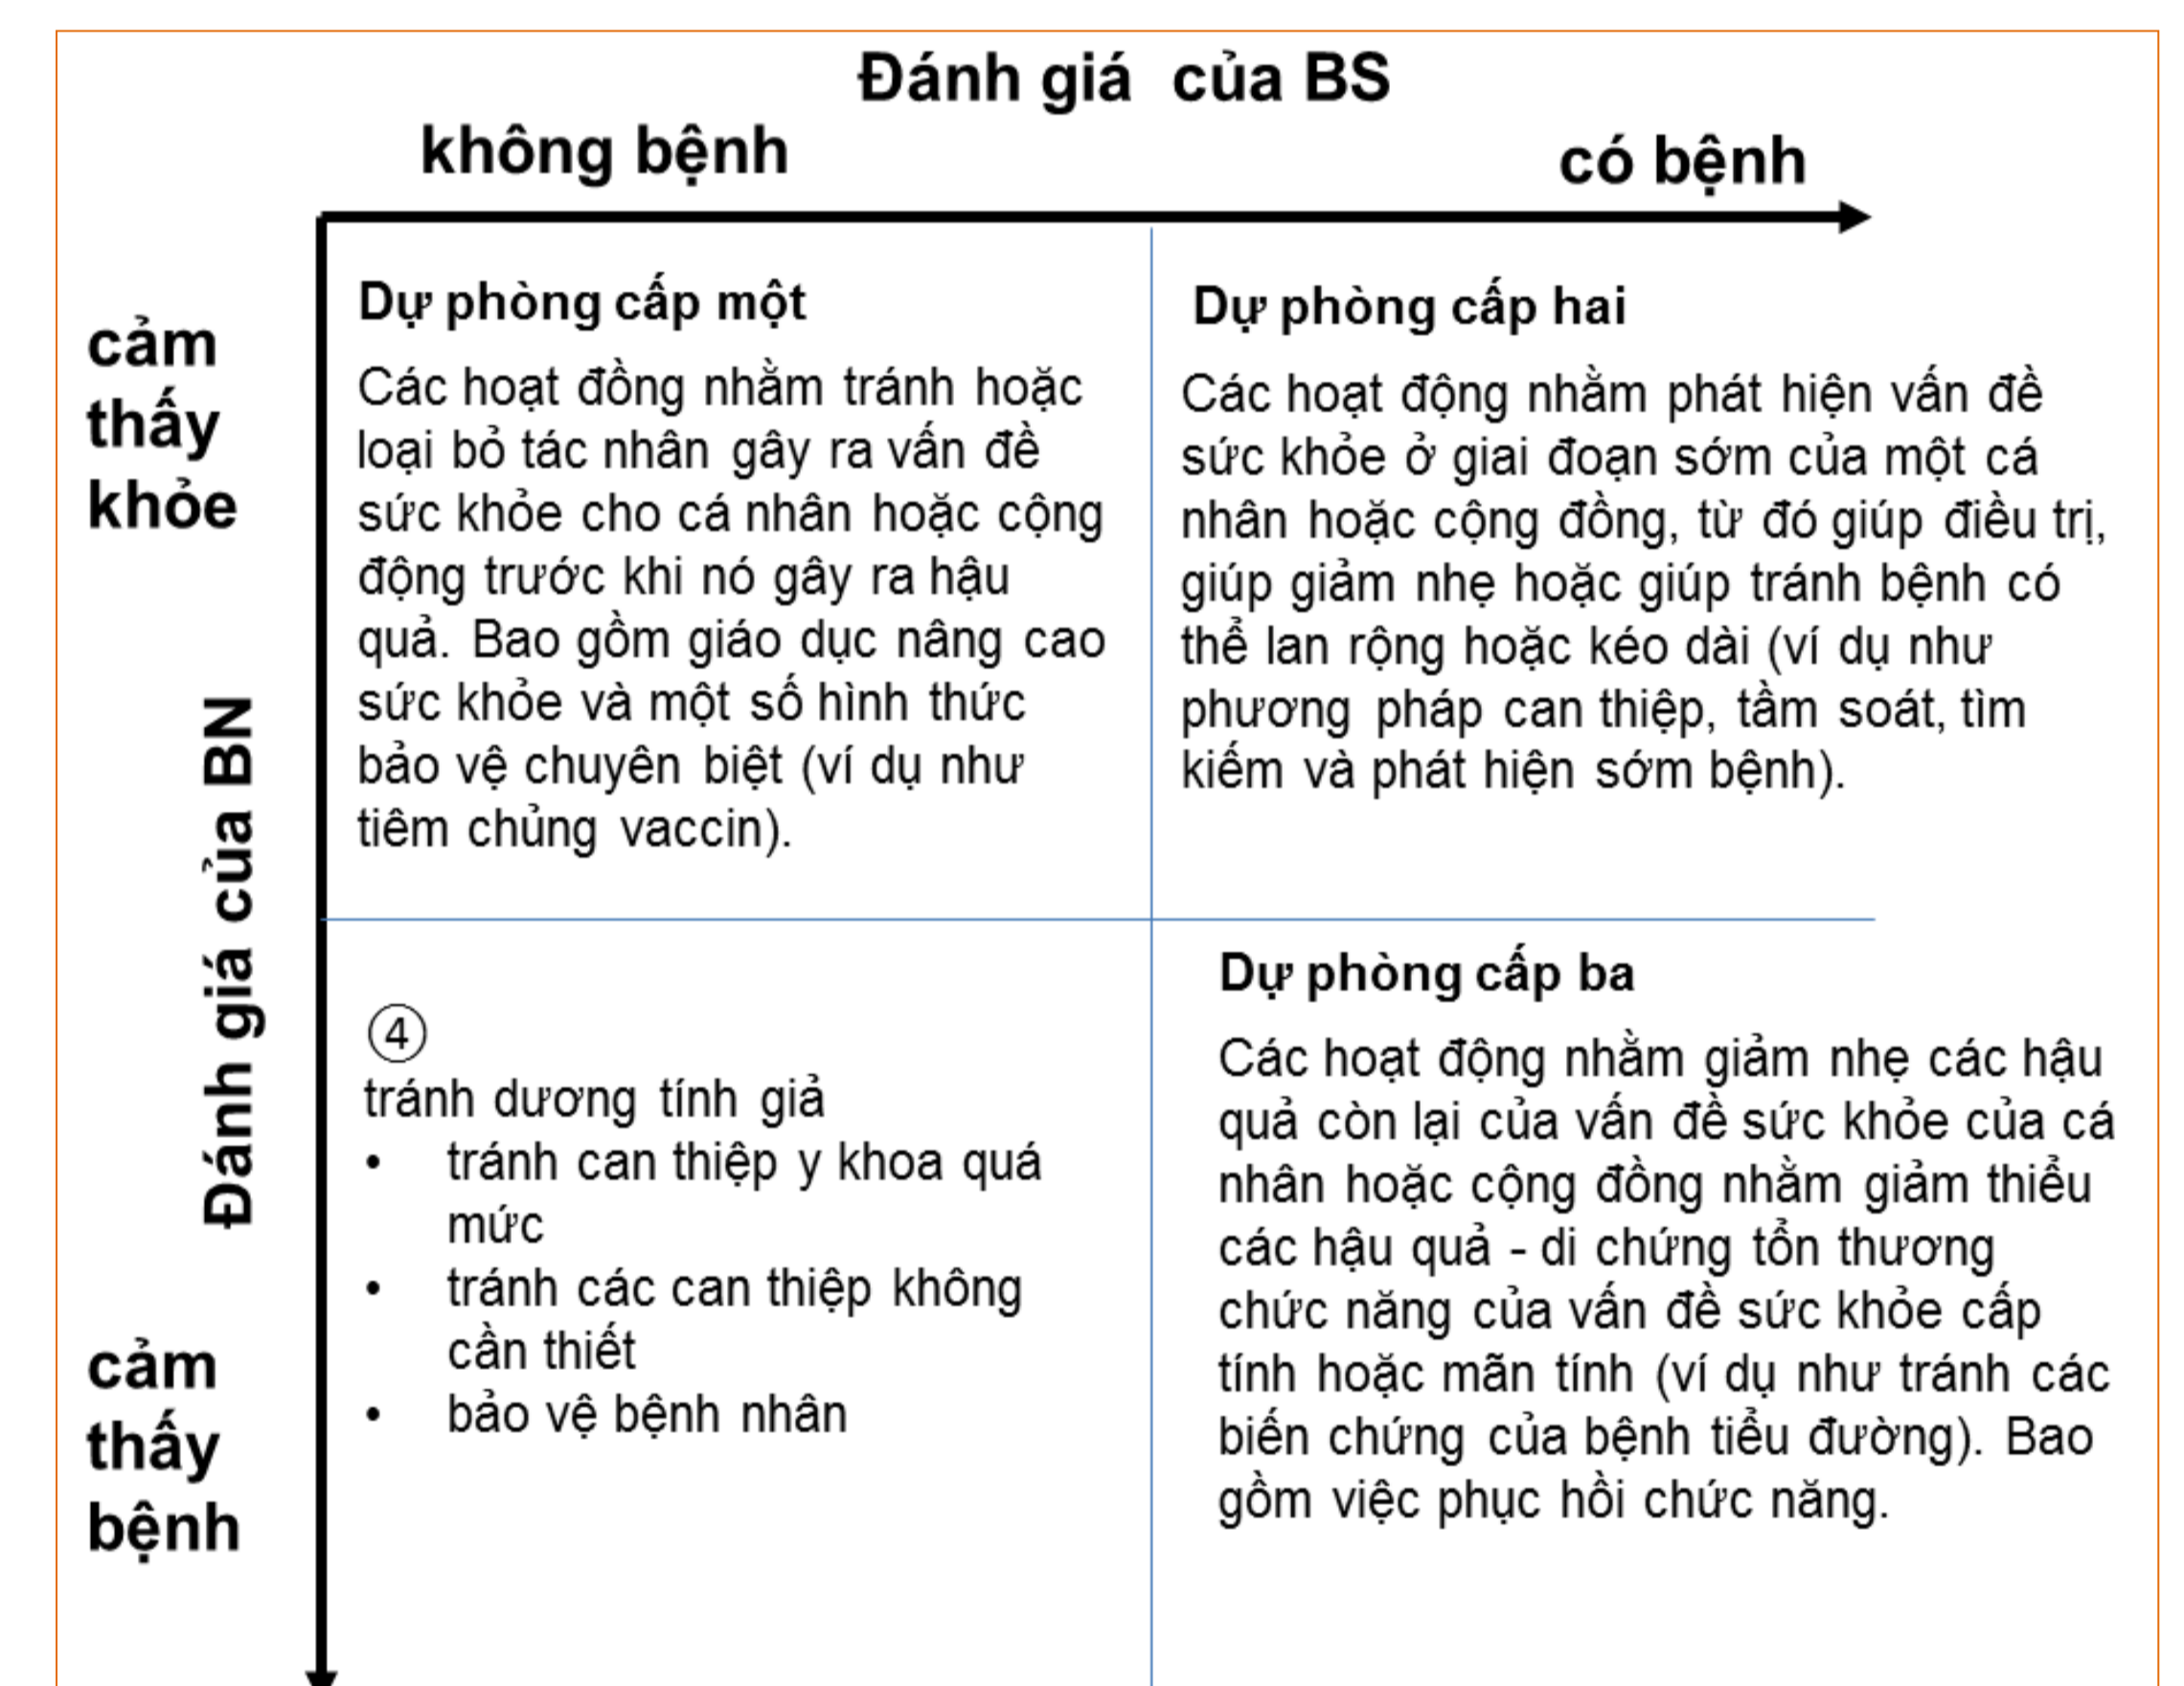 Đánh giá của BS
không bệnh
có bệnh
cảm
thấy
khỏe
Đánh giá của BN
cảm
thấy
bệnh
Dự phòng cấp một
Các hoạt đồng nhằm tránh hoặc
loại bỏ tác nhân gây ra vấn đề
sức khỏe cho cá nhân hoặc cộng
động trước khi nó gây ra hậu
quả. Bao gồm giáo dục nâng cao
sức khỏe và một số hình thức
bảo vệ chuyên biệt (ví dụ như
tiêm chủng vaccin).
Dự phòng cấp hai
Các hoạt động nhằm phát hiện vấn đề
sức khỏe ở giai đoạn sớm của một cá
nhân hoặc cộng đồng, từ đó giúp điều trị,
giúp giảm nhẹ hoặc giúp tránh bệnh có
thể lan rộng hoặc kéo dài (ví dụ như
phương pháp can thiệp, tầm soát, tìm
kiếm và phát hiện sớm bệnh).
④
tránh dương tính giả
• tránh can thiệp y khoa quá
mức
• tránh các can thiệp không
cần thiết
• bảo vệ bệnh nhân
Dự phòng cấp ba
Các hoạt động nhằm giảm nhẹ các hậu
quả còn lại của vấn đề sức khỏe của cá
nhân hoặc cộng đồng nhằm giảm thiểu
các hậu quả - di chứng tổn thương
chức năng của vấn đề sức khỏe cấp
tính hoặc mãn tính (ví dụ như tránh các
biến chứng của bệnh tiểu đường). Bao
gồm việc phục hồi chức năng.